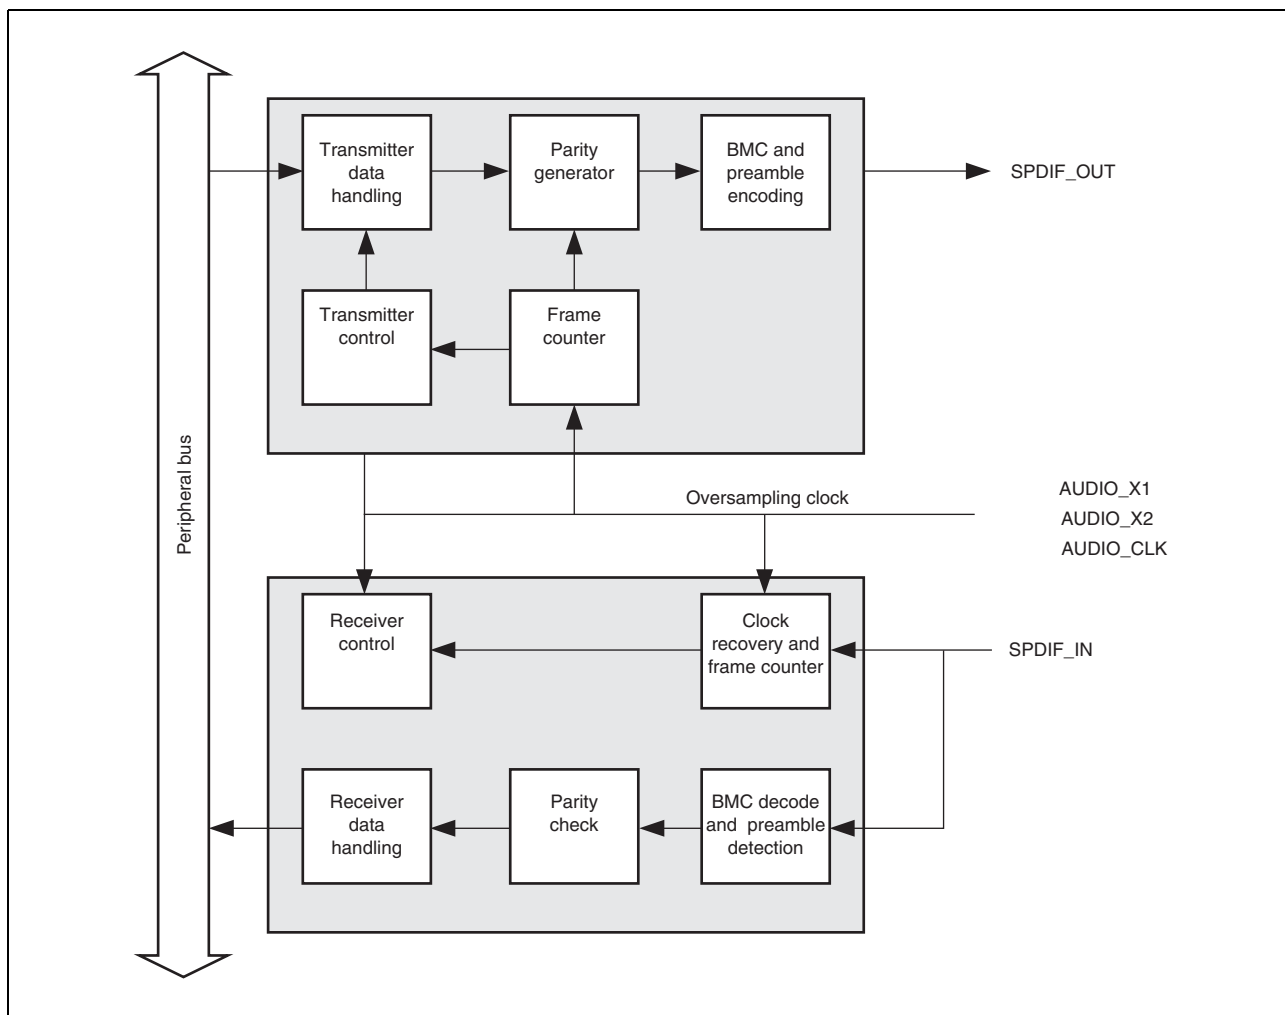 Transmitter
data
handling
Parity
generator
BMC and
preamble
encoding
SPDIF_OUT
Transmitter
control
Frame
counter
Peripheral bus
Oversampling clock
AUDIO_X1
AUDIO_X2
AUDIO_CLK
Receiver
control
Clock
recovery and
frame counter
SPDIF_IN
Receiver
data
handling
Parity
check
BMC decode
and preamble
detection